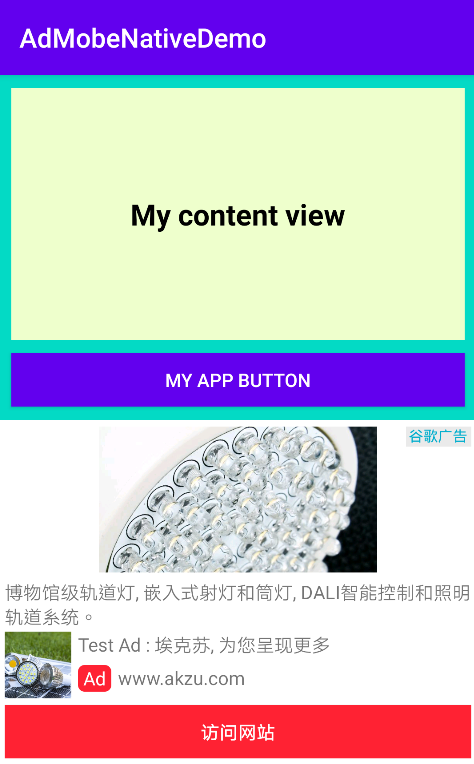 AdMobeNativeDemo
My content view
MY APP BUTTON
谷歌广告
博物馆级轨道灯, 嵌入式射灯和筒灯, DALI智能控制和照明
轨道系统。
Test Ad : 埃克苏, 为您呈现更多
Ad www.akzu.com
访问网站